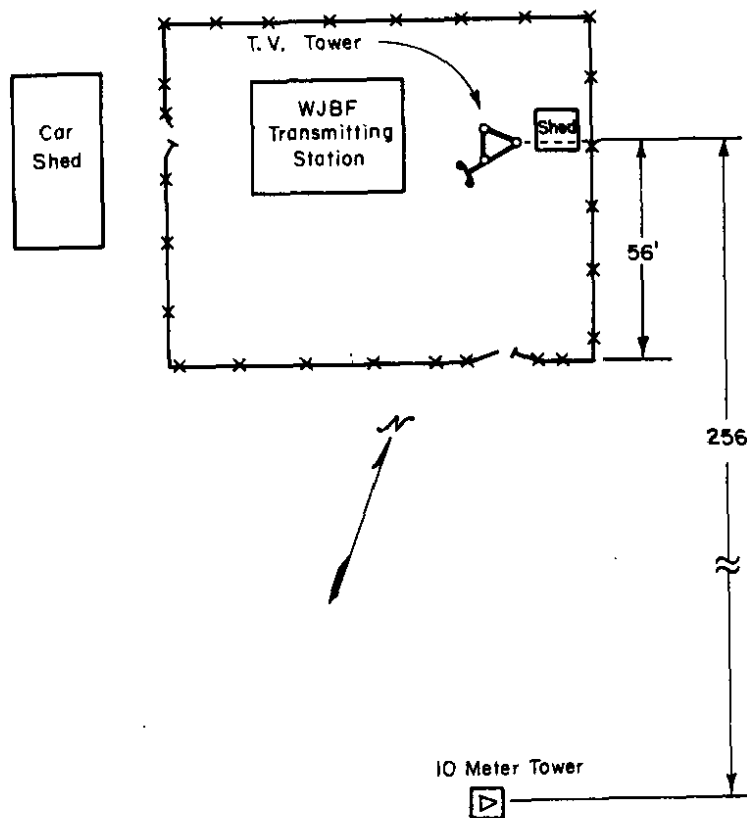 T.V. Tower
Car
Shed
WJBF
Transmitting
Station
Shed
56'
N
256
10 Meter Tower